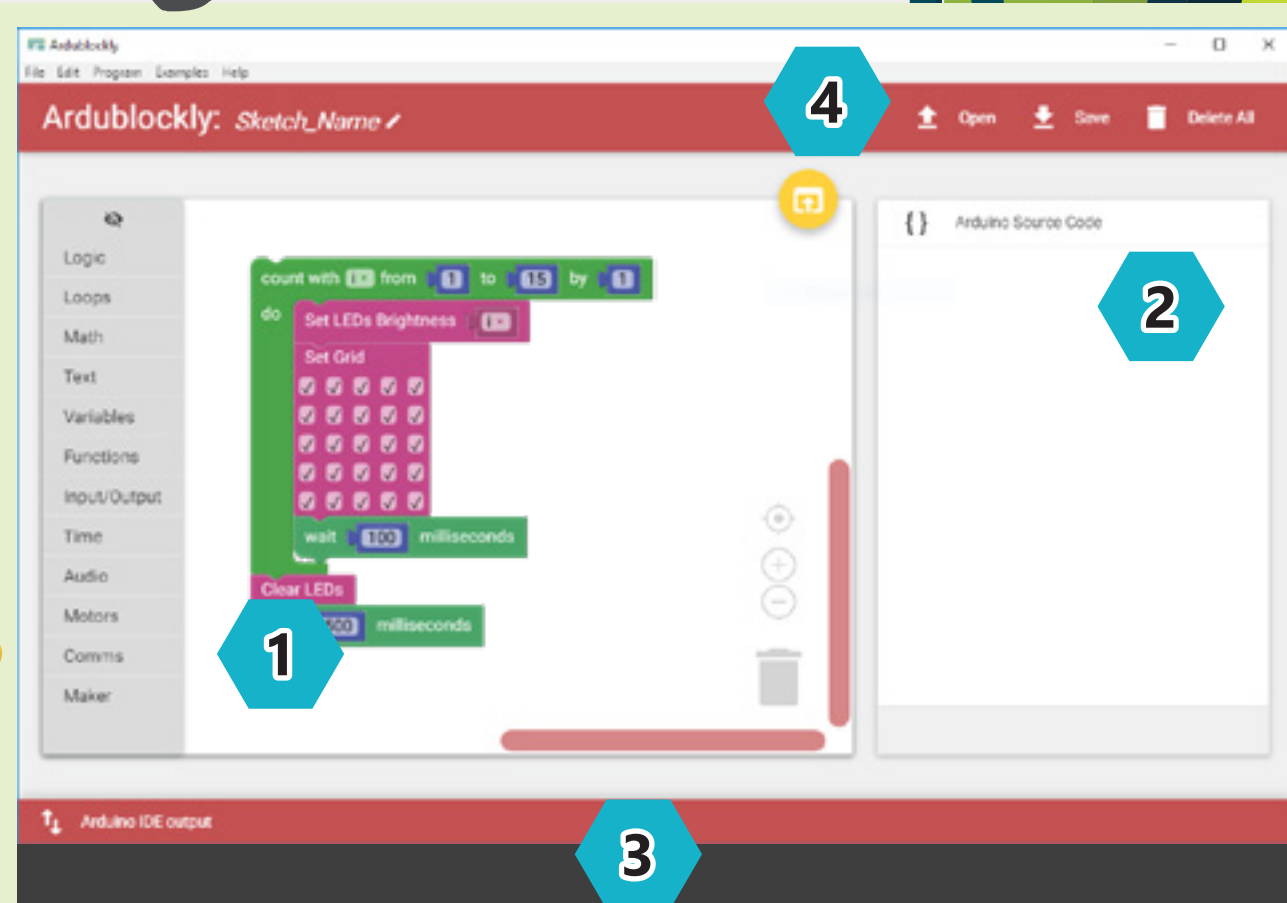 Ardublockly
File Edit Program Examples Help
Ardublockly: Sketch_Name
4
Open Save Delete All
{ } Arduino Source Code
Logic
Loops
Math
Text
Variables
Functions
Input/Output
Time
Audio
Motors
Comms
Maker
count with i from 1 to 15 by 1
do
Set LEDs Brightness i
Set Grid
wait 100 milliseconds
Clear LEDs
milliseconds
1
2
Arduino IDE output
3